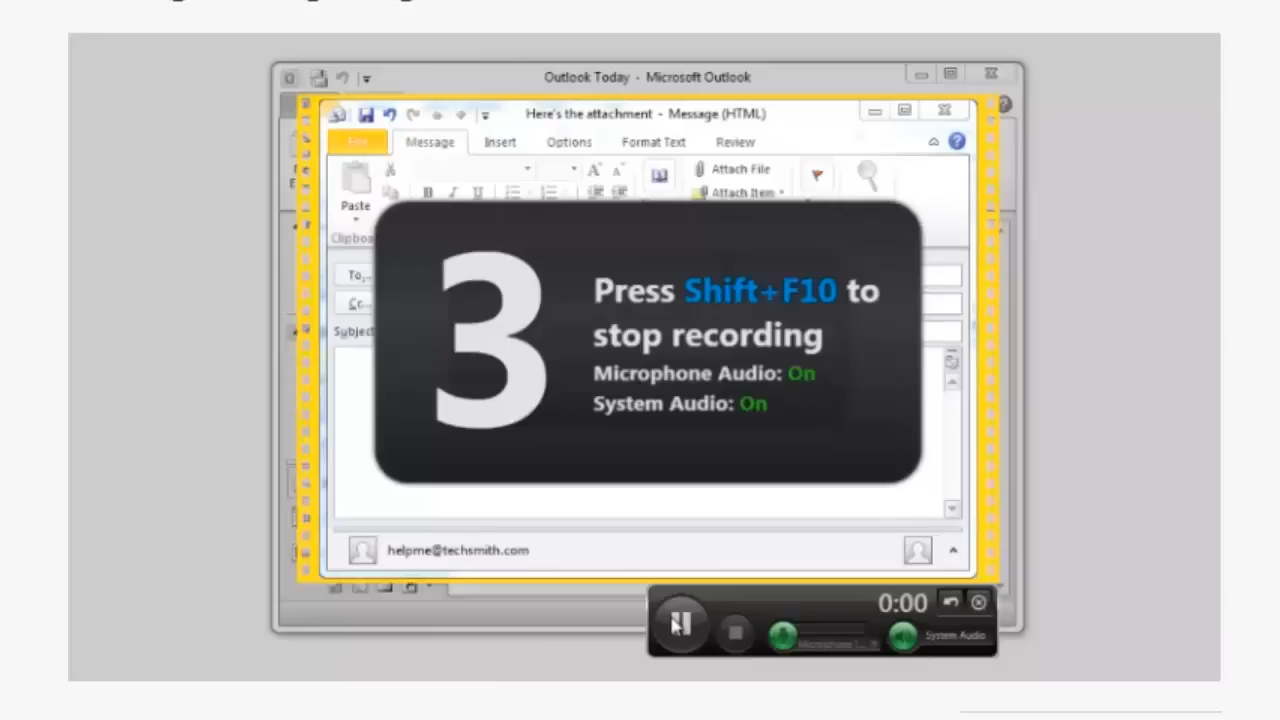 Outlook Today - Microsoft Outlook
Here's the attachment - Message (HTML)
File
Message
Insert
Options
Format Text
Review
Attach File
B I U
Attach Item
Paste
Clipboa
To...
Cc...
Subject
3
Press Shift+F10 to
stop recording
Microphone Audio: On
System Audio: On
helpme@techsmith.com
0:00
System Audio